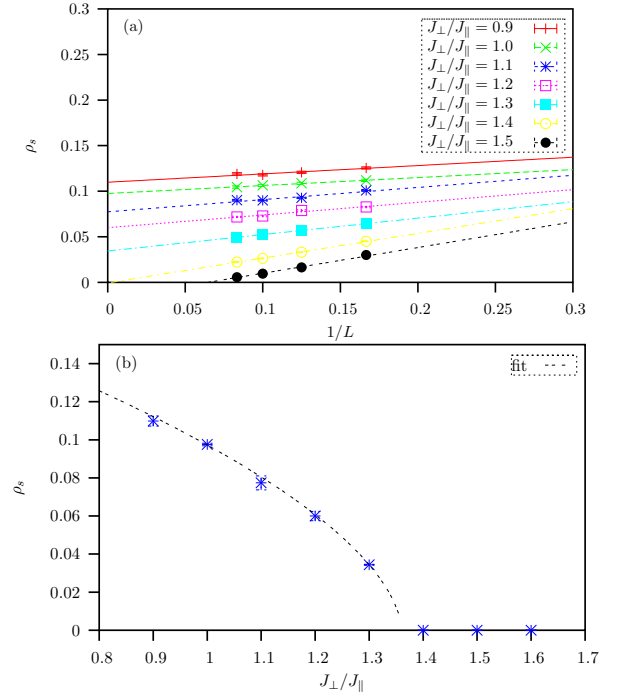 (a)
J⊥/J∥ = 0.9
J⊥/J∥ = 1.0
J⊥/J∥ = 1.1
J⊥/J∥ = 1.2
J⊥/J∥ = 1.3
J⊥/J∥ = 1.4
J⊥/J∥ = 1.5
0.3
0.25
0.2
0.15
0.1
0.05
0
ρs
0 0.05 0.1 0.15 0.2 0.25 0.3
1/L
(b)
fit
0.14
0.12
0.1
0.08
0.06
0.04
0.02
0
ρs
0.8 0.9 1 1.1 1.2 1.3 1.4 1.5 1.6 1.7
J⊥/J∥